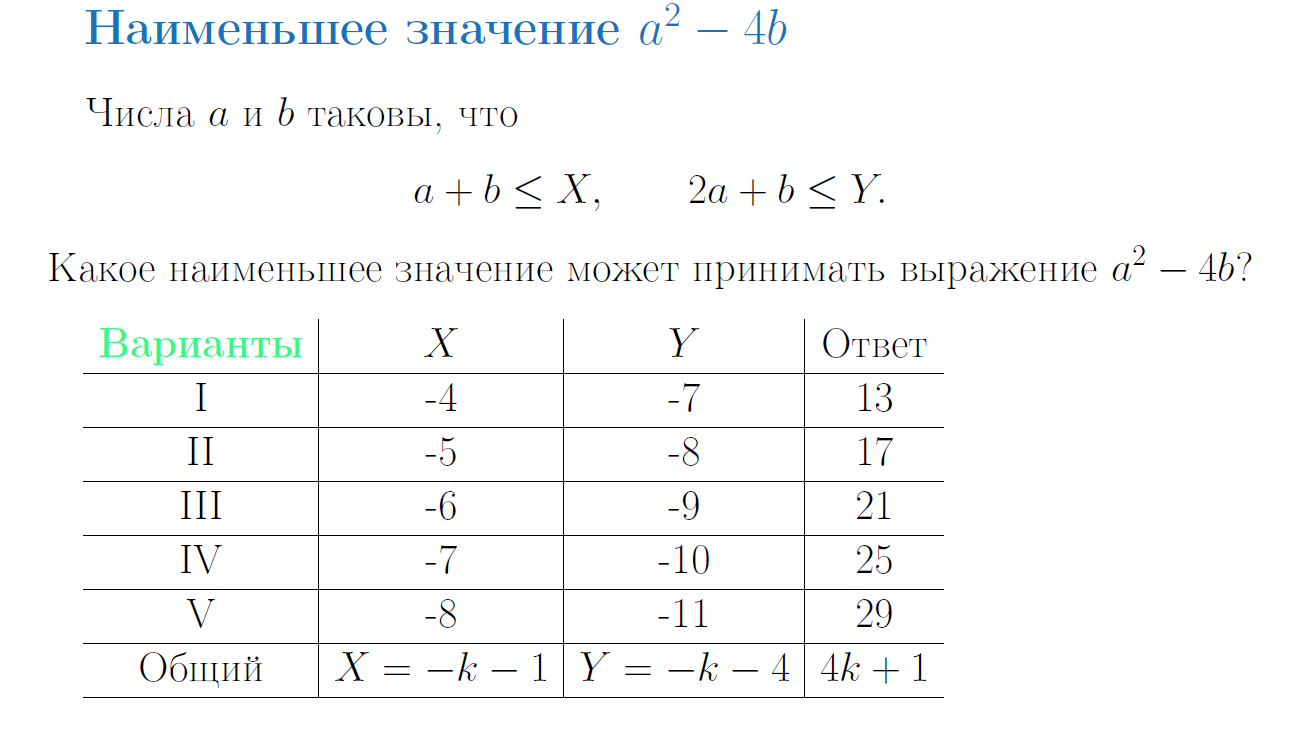 Наименьшее значение a² − 4b
Числа a и b таковы, что
a + b ≤ X, 2a + b ≤ Y.
Какое наименьшее значение может принимать выражение a² − 4b?
Варианты X Y Ответ
I -4 -7 13
II -5 -8 17
III -6 -9 21
IV -7 -10 25
V -8 -11 29
Общий X = −k − 1 Y = −k − 4 4k + 1